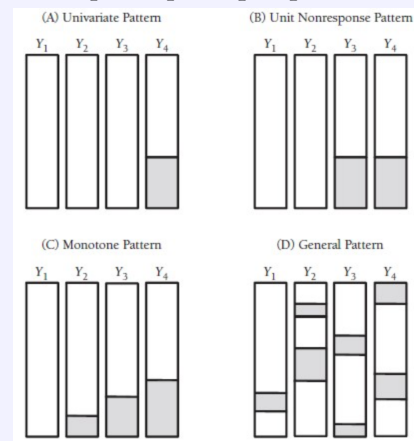 (A) Univariate Pattern
Y1 Y2 Y3 Y4
(B) Unit Nonresponse Pattern
Y1 Y2 Y3 Y4
(C) Monotone Pattern
Y1 Y2 Y3 Y4
(D) General Pattern
Y1 Y2 Y3 Y4